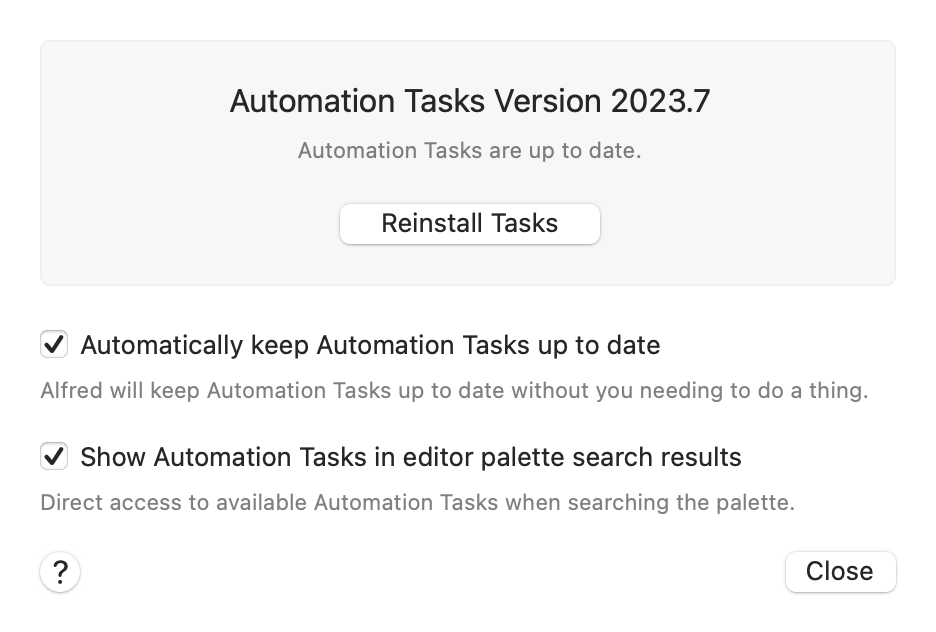 Automation Tasks Version 2023.7
Automation Tasks are up to date.
Reinstall Tasks
Automatically keep Automation Tasks up to date
Alfred will keep Automation Tasks up to date without you needing to do a thing.
Show Automation Tasks in editor palette search results
Direct access to available Automation Tasks when searching the palette.
?
Close